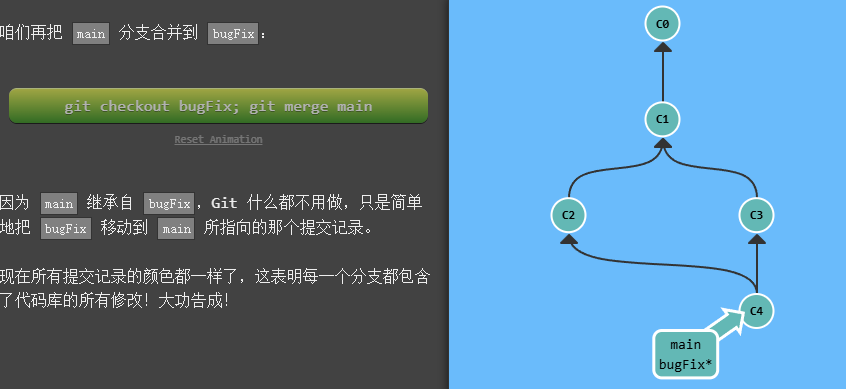 咱们再把 main 分支合并到 bugFix：
git checkout bugFix; git merge main
Reset Animation
因为 main 继承自 bugFix，Git 什么都不用做，只是简单
地把 bugFix 移动到 main 所指向的那个提交记录。
现在所有提交记录的颜色都一样了，这表明每一个分支都包含
了代码库的所有修改！大功告成！
C0
C1
C2
C3
C4
main
bugFix*